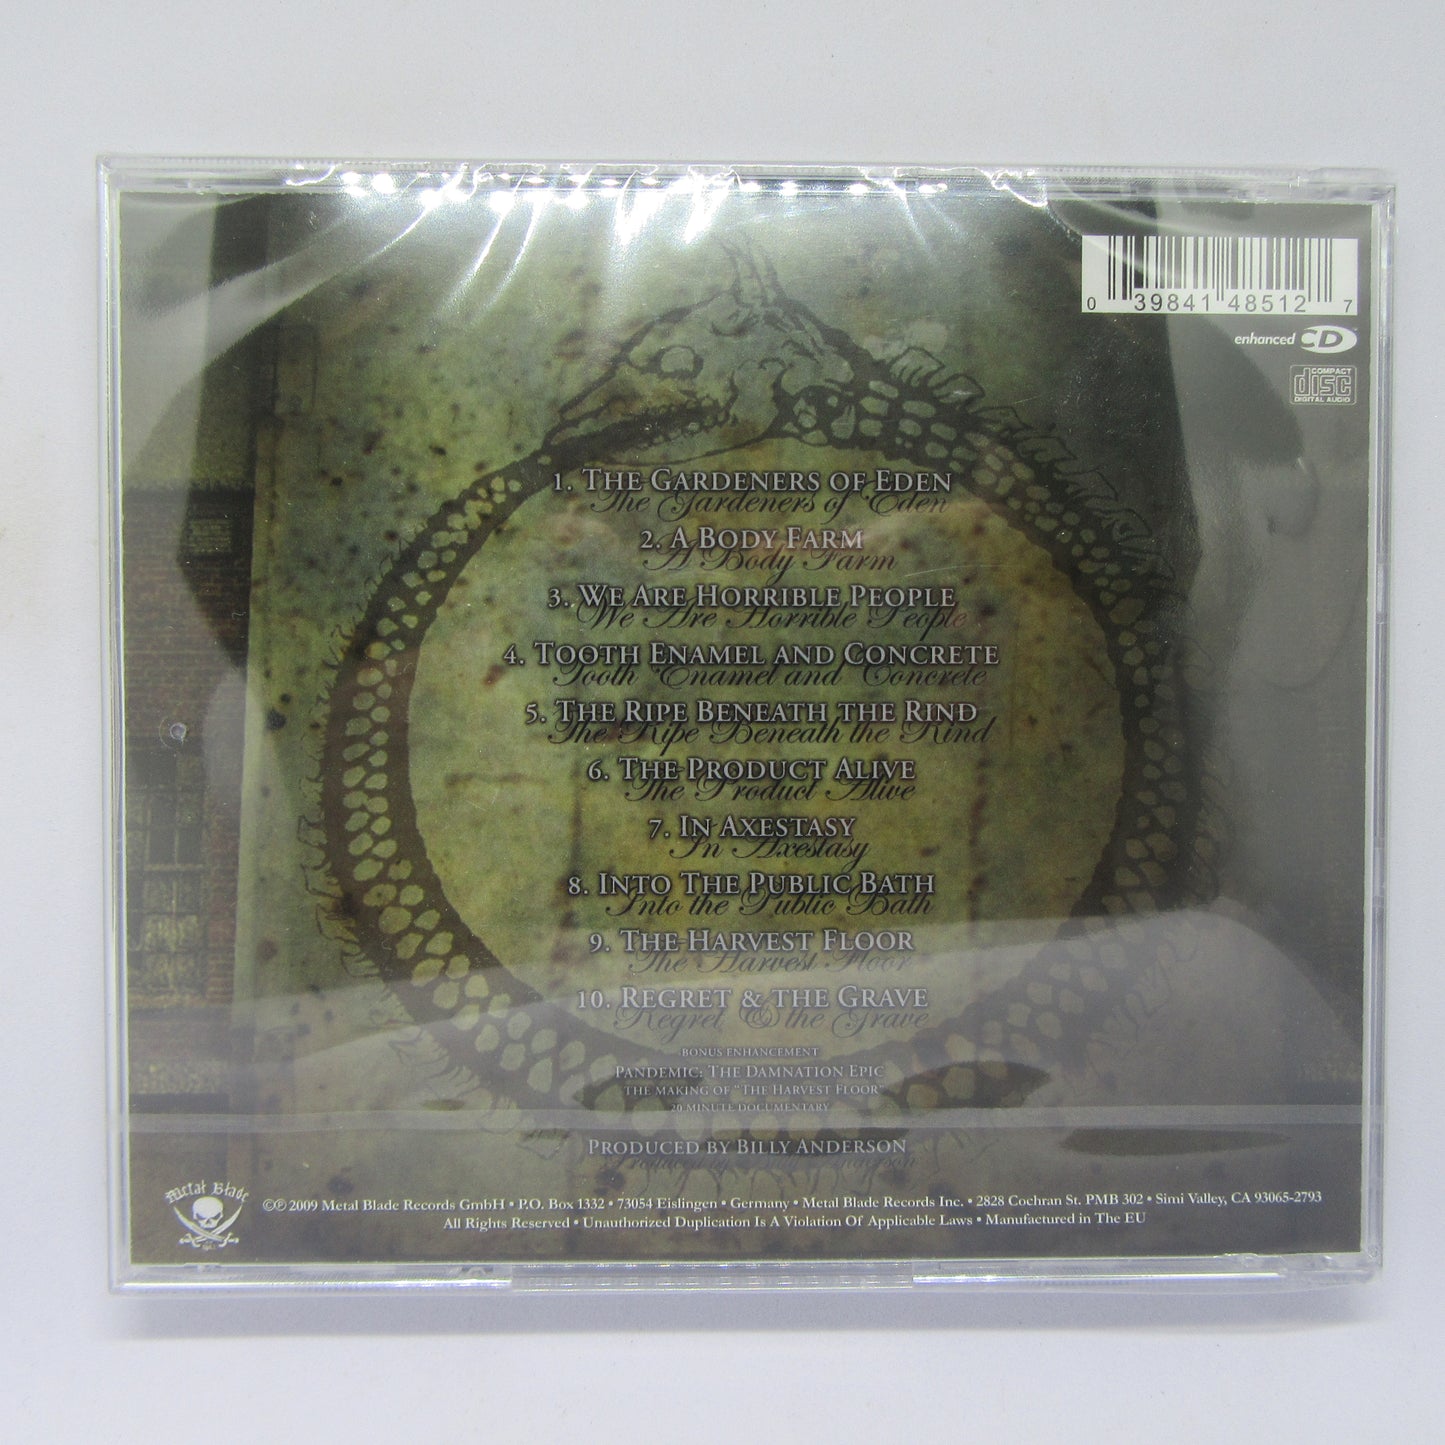 0 39841 48512 7
enhanced CD
COMPACT
disc
DIGITAL AUDIO
1. THE GARDENERS OF EDEN
The Gardeners of Eden
2. A BODY FARM
A Body Farm
3. WE ARE HORRIBLE PEOPLE
We Are Horrible People
4. TOOTH ENAMEL AND CONCRETE
Tooth Enamel and Concrete
5. THE RIPE BENEATH THE RIND
The Ripe Beneath the Rind
6. THE PRODUCT ALIVE
The Product Alive
7. IN AXESTASY
In Axestasy
8. INTO THE PUBLIC BATH
Into the Public Bath
9. THE HARVEST FLOOR
The Harvest Floor
10. REGRET & THE GRAVE
Regret & the Grave
BONUS ENHANCEMENT
PANDEMIC: THE DAMNATION EPIC
THE MAKING OF "THE HARVEST FLOOR"
20 MINUTE DOCUMENTARY
PRODUCED BY BILLY ANDERSON
Produced by Billy Anderson
Metal Blade
©℗ 2009 Metal Blade Records GmbH • P.O. Box 1332 • 73054 Eislingen • Germany • Metal Blade Records Inc. • 2828 Cochran St. PMB 302 • Simi Valley, CA 93065-2793
All Rights Reserved • Unauthorized Duplication Is A Violation Of Applicable Laws • Manufactured in The EU